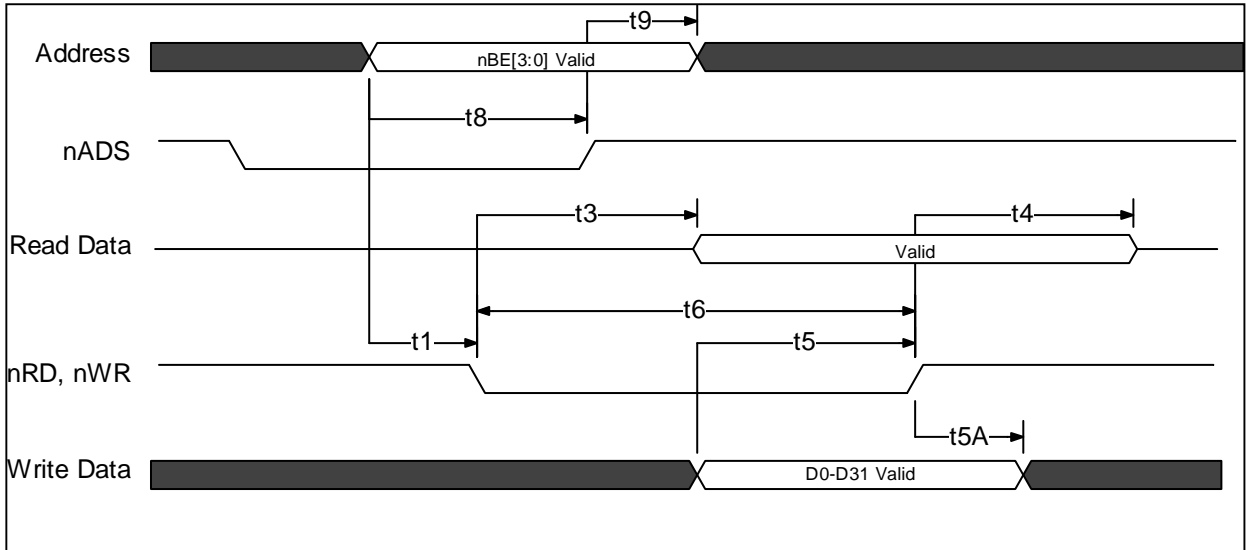 t9
Address
nBE[3:0] Valid
t8
nADS
t3
t4
Read Data
Valid
t6
t1
t5
nRD, nWR
t5A
Write Data
D0-D31 Valid